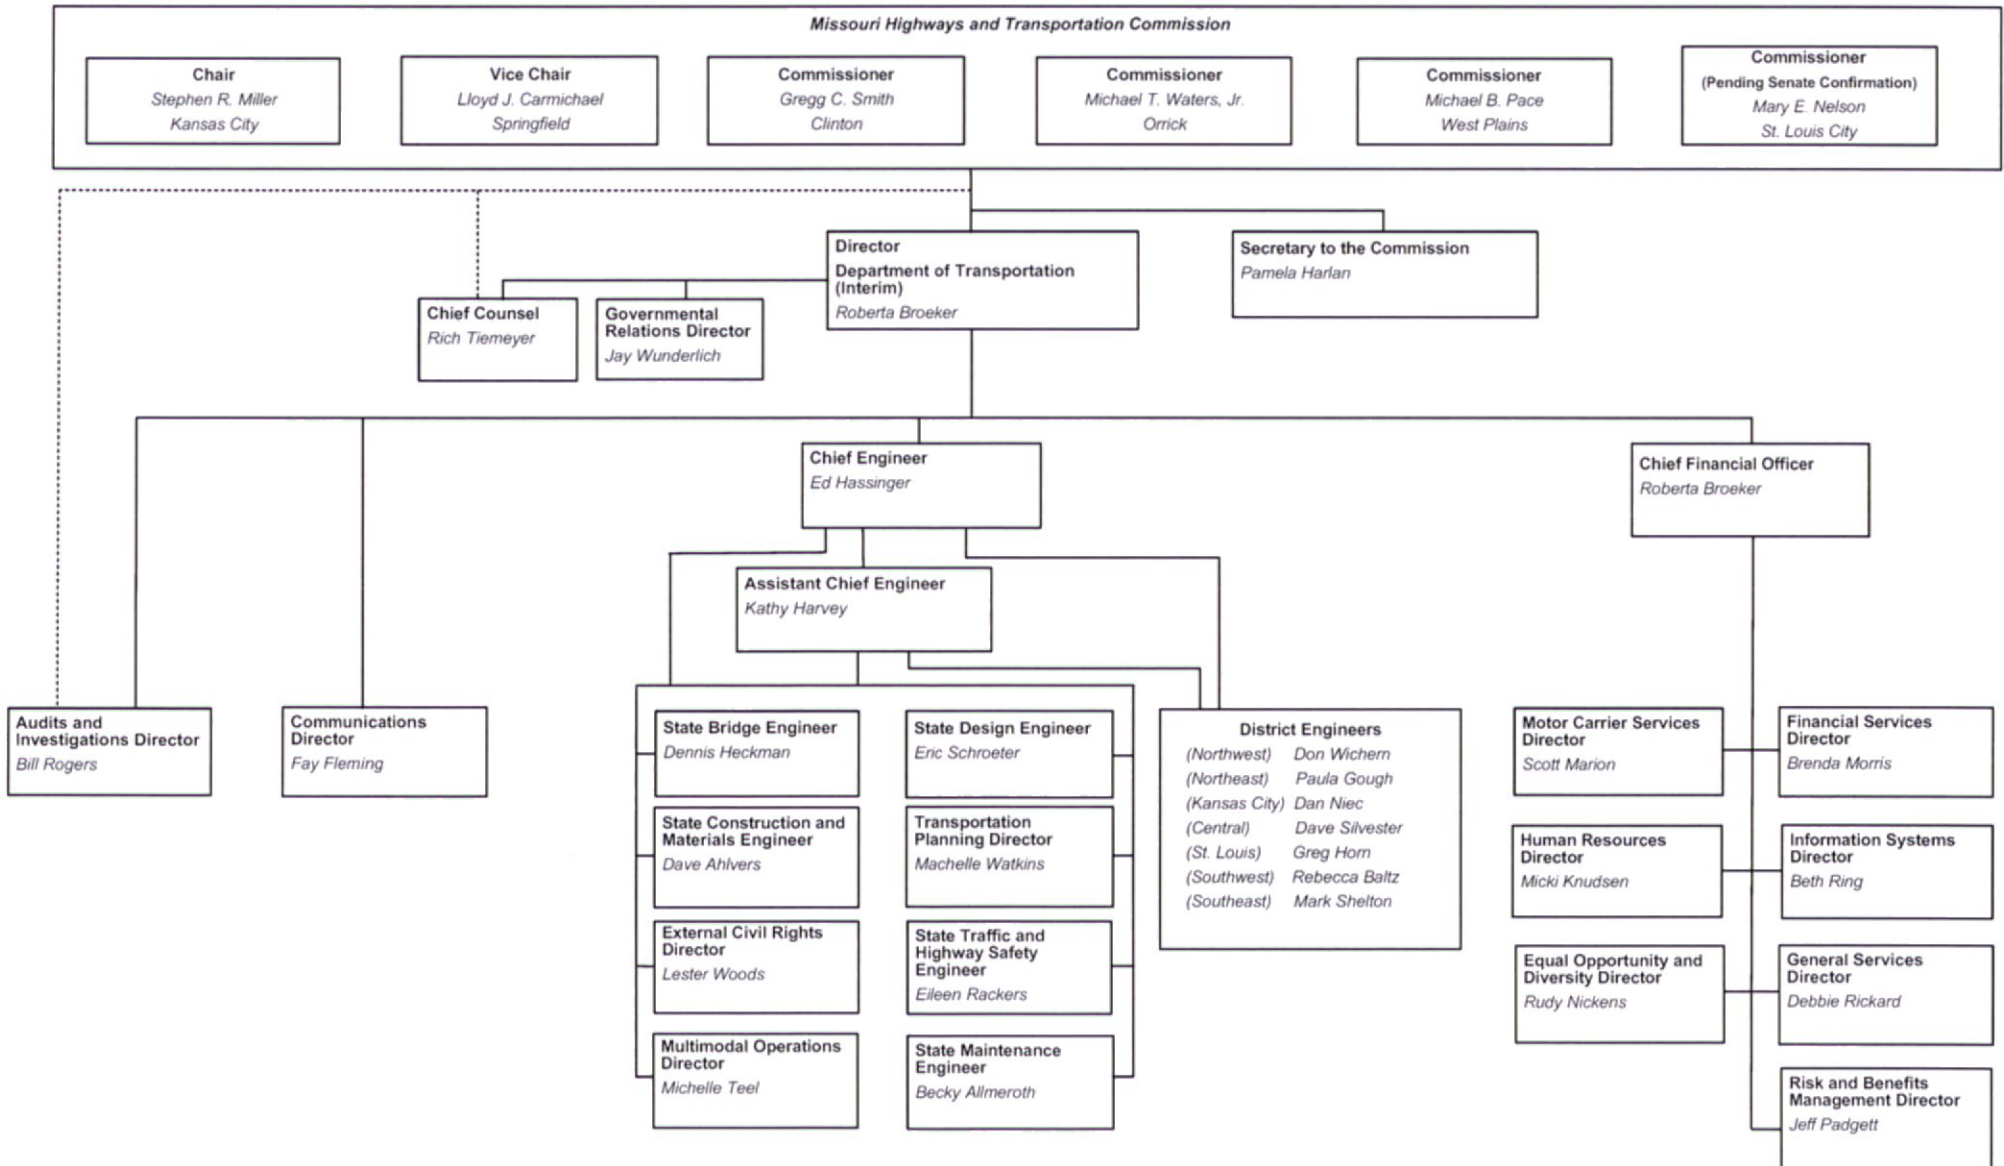 Missouri Highways and Transportation Commission
Chair
Stephen R. Miller
Kansas City
Vice Chair
Lloyd J. Carmichael
Springfield
Commissioner
Gregg C. Smith
Clinton
Commissioner
Michael T. Waters, Jr.
Orrick
Commissioner
Michael B. Pace
West Plains
Commissioner
(Pending Senate Confirmation)
Mary E. Nelson
St. Louis City
Director
Department of Transportation
(Interim)
Roberta Broeker
Secretary to the Commission
Pamela Harlan
Chief Counsel
Rich Tiemeyer
Governmental
Relations Director
Jay Wunderlich
Chief Engineer
Ed Hassinger
Chief Financial Officer
Roberta Broeker
Assistant Chief Engineer
Kathy Harvey
Audits and
Investigations Director
Bill Rogers
Communications
Director
Fay Fleming
State Bridge Engineer
Dennis Heckman
State Design Engineer
Eric Schroeter
State Construction and
Materials Engineer
Dave Ahlvers
Transportation
Planning Director
Machelle Watkins
External Civil Rights
Director
Lester Woods
State Traffic and
Highway Safety
Engineer
Eileen Rackers
Multimodal Operations
Director
Michelle Teel
State Maintenance
Engineer
Becky Allmeroth
District Engineers
(Northwest) Don Wichern
(Northeast) Paula Gough
(Kansas City) Dan Niec
(Central) Dave Silvester
(St. Louis) Greg Horn
(Southwest) Rebecca Baltz
(Southeast) Mark Shelton
Motor Carrier Services
Director
Scott Marion
Financial Services
Director
Brenda Morris
Human Resources
Director
Micki Knudsen
Information Systems
Director
Beth Ring
Equal Opportunity and
Diversity Director
Rudy Nickens
General Services
Director
Debbie Rickard
Risk and Benefits
Management Director
Jeff Padgett